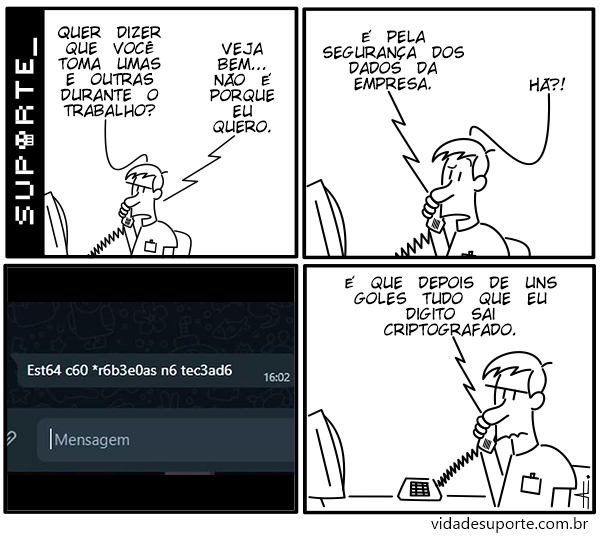 SUPORTE_
QUER DIZER
QUE VOCÊ
TOMA UMAS
E OUTRAS
DURANTE O
TRABALHO?
VEJA
BEM...
NÃO É
PORQUE
EU
QUERO.
É PELA
SEGURANÇA DOS
DADOS DA
EMPRESA.
HÃ?!
Est64 c60 *r6b3e0as n6 tec3ad6
16:02
Mensagem
É QUE DEPOIS DE UNS
GOLES TUDO QUE EU
DIGITO SAI
CRIPTOGRAFADO.
vidadesuporte.com.br